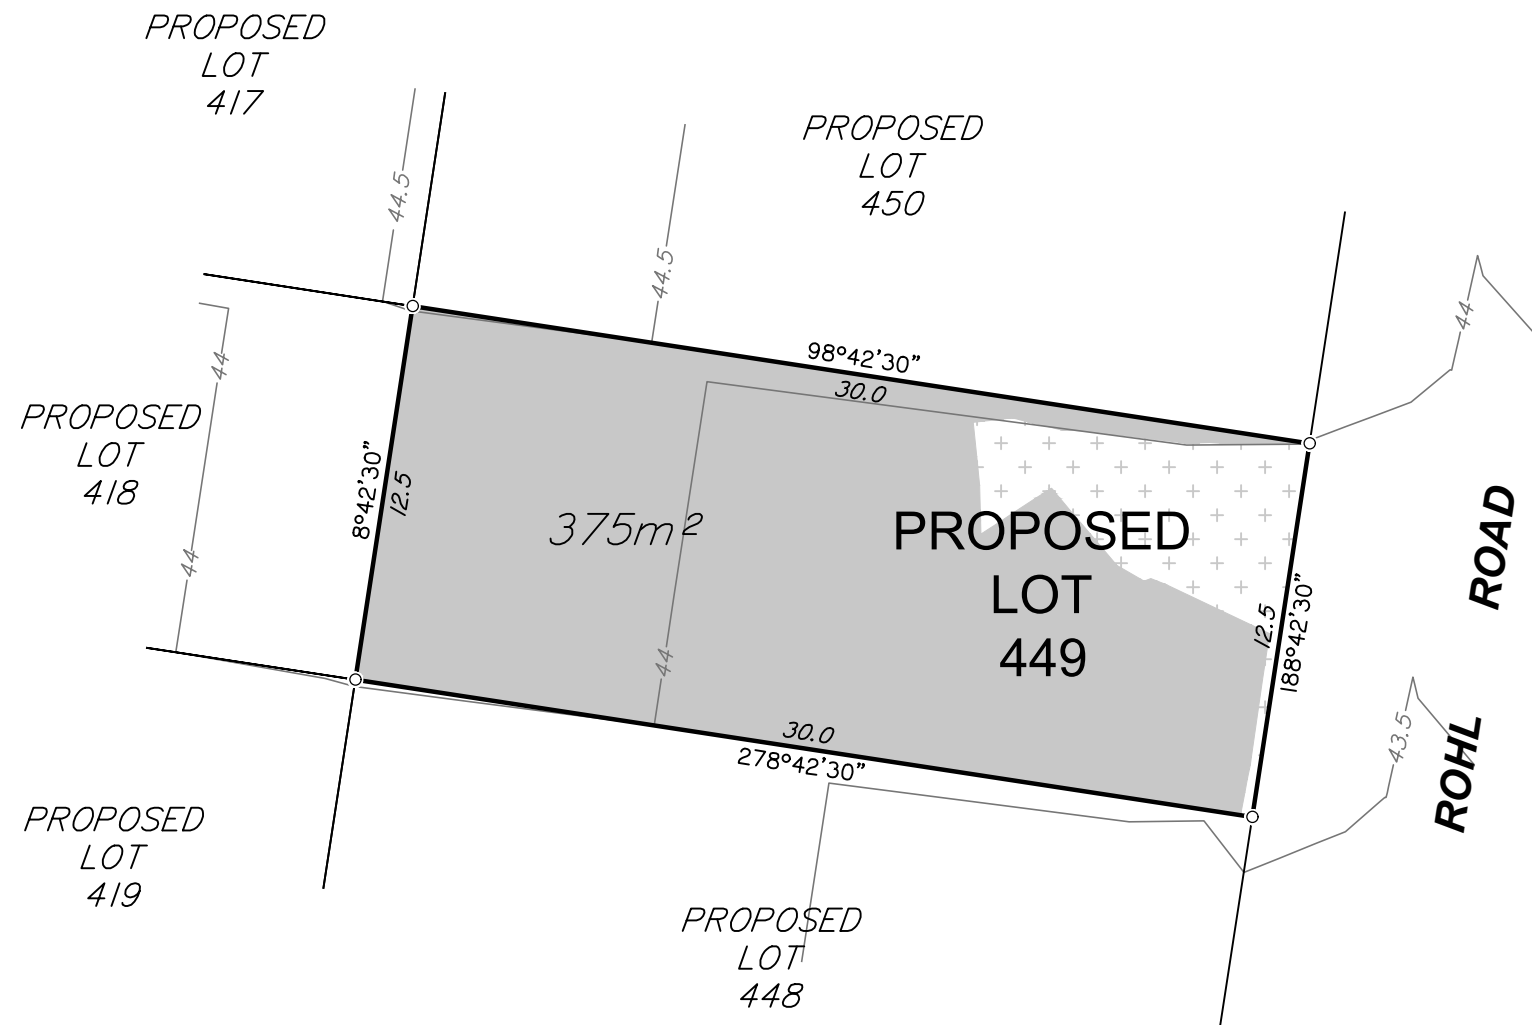 PROPOSED
LOT
417
PROPOSED
LOT
450
44.5
44.5
44
98°42'30"
30.0
44
PROPOSED
LOT
418
8°42'30"
12.5
375m²
PROPOSED
LOT
449
44
44
12.5
188°42'30"
ROHL ROAD
43.5
30.0
278°42'30"
PROPOSED
LOT
419
PROPOSED
LOT
448